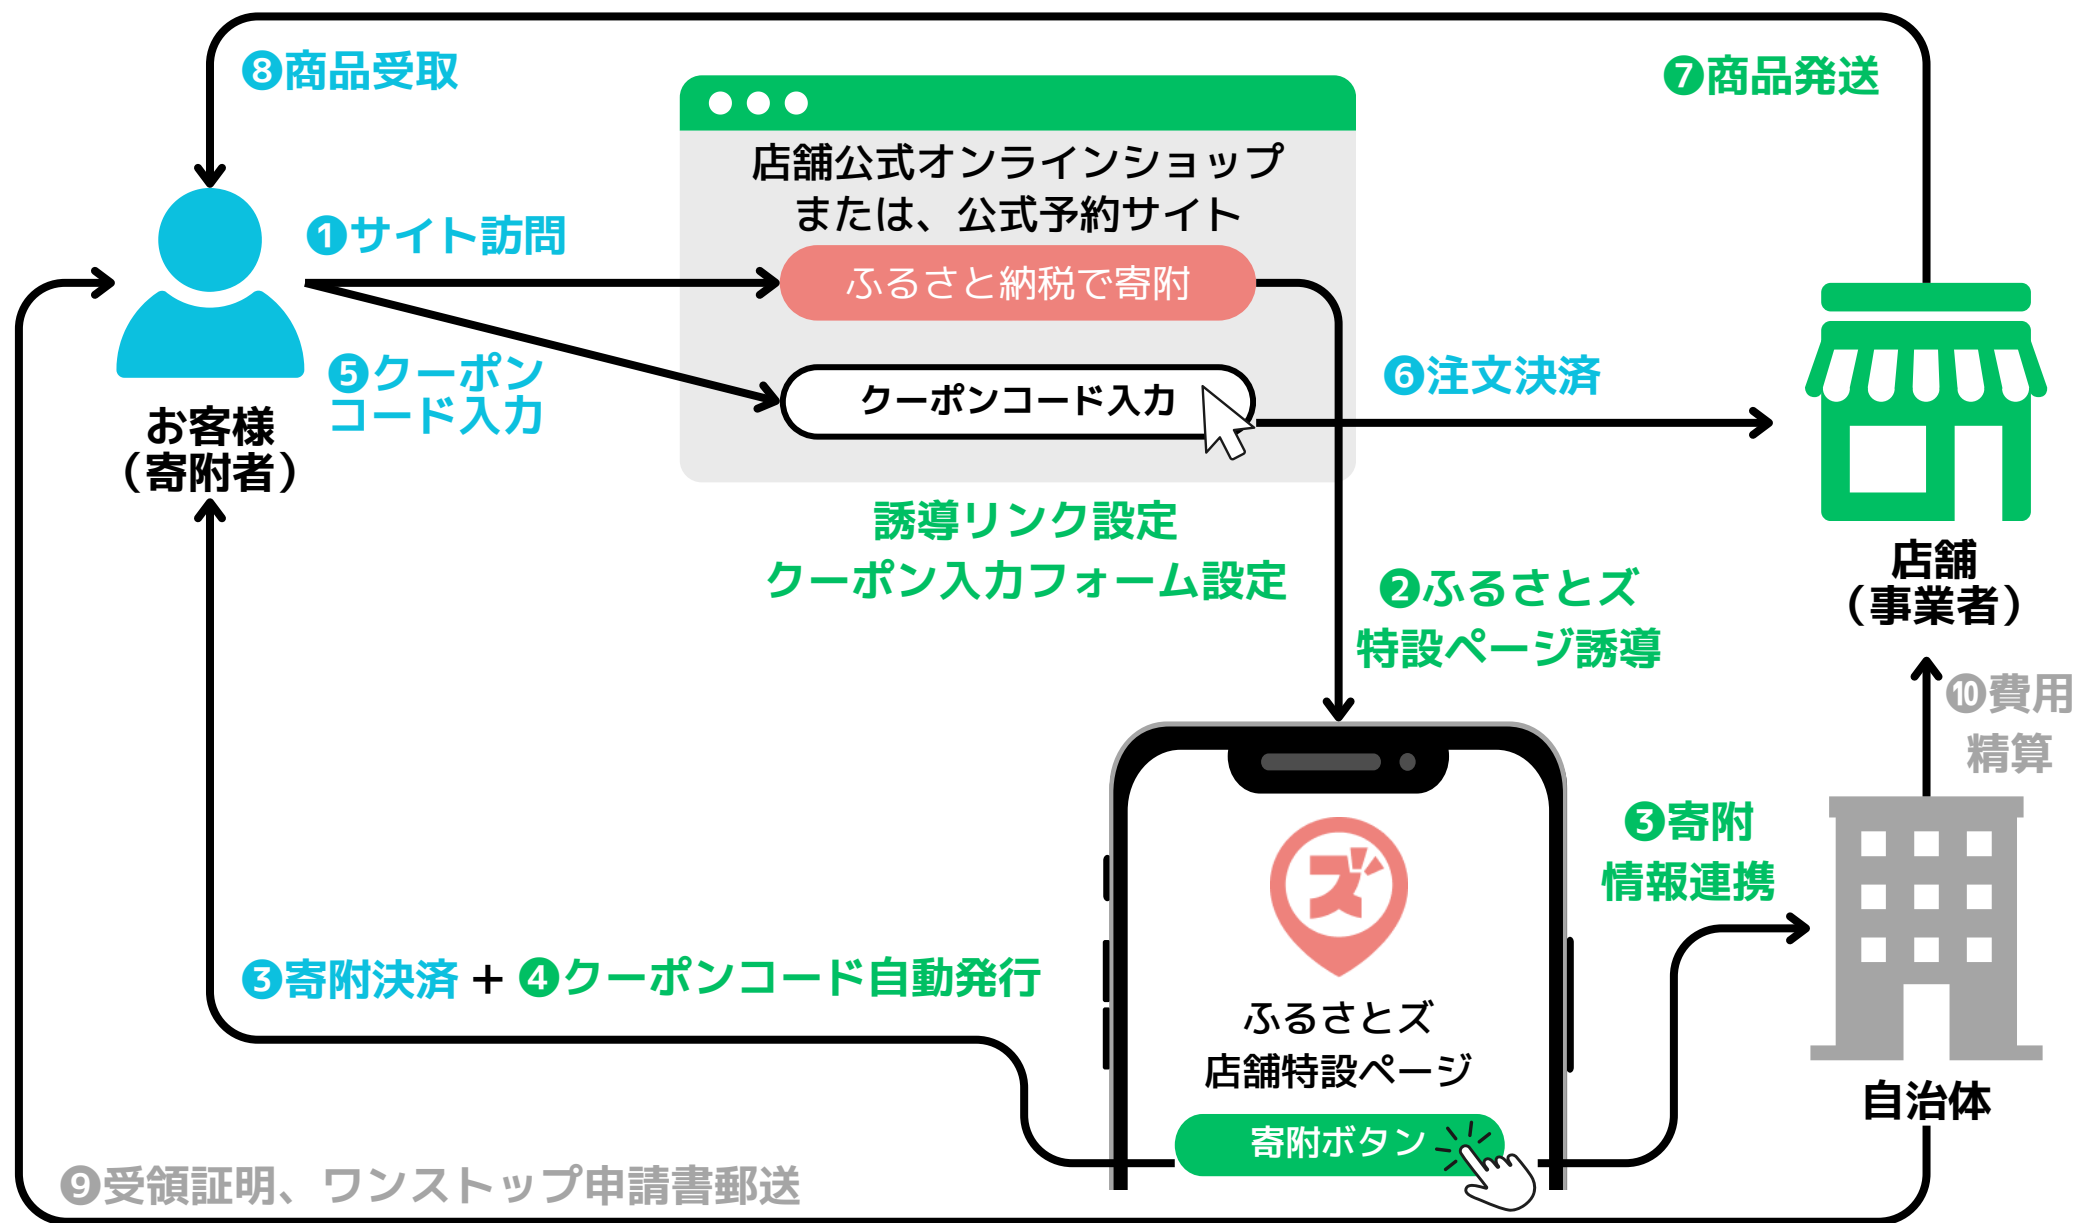 ❽商品受取
❼商品発送
店舗公式オンラインショップ
または、公式予約サイト
❶サイト訪問
ふるさと納税で寄附
❺クーポン
コード入力
クーポンコード入力
❻注文決済
お客様
（寄附者）
誘導リンク設定
クーポン入力フォーム設定
店舗
（事業者）
❷ふるさとズ
特設ページ誘導
❿費用
精算
❸寄附
情報連携
ズ
❸寄附決済 + ❹クーポンコード自動発行
ふるさとズ
店舗特設ページ
自治体
寄附ボタン
❾受領証明、ワンストップ申請書郵送